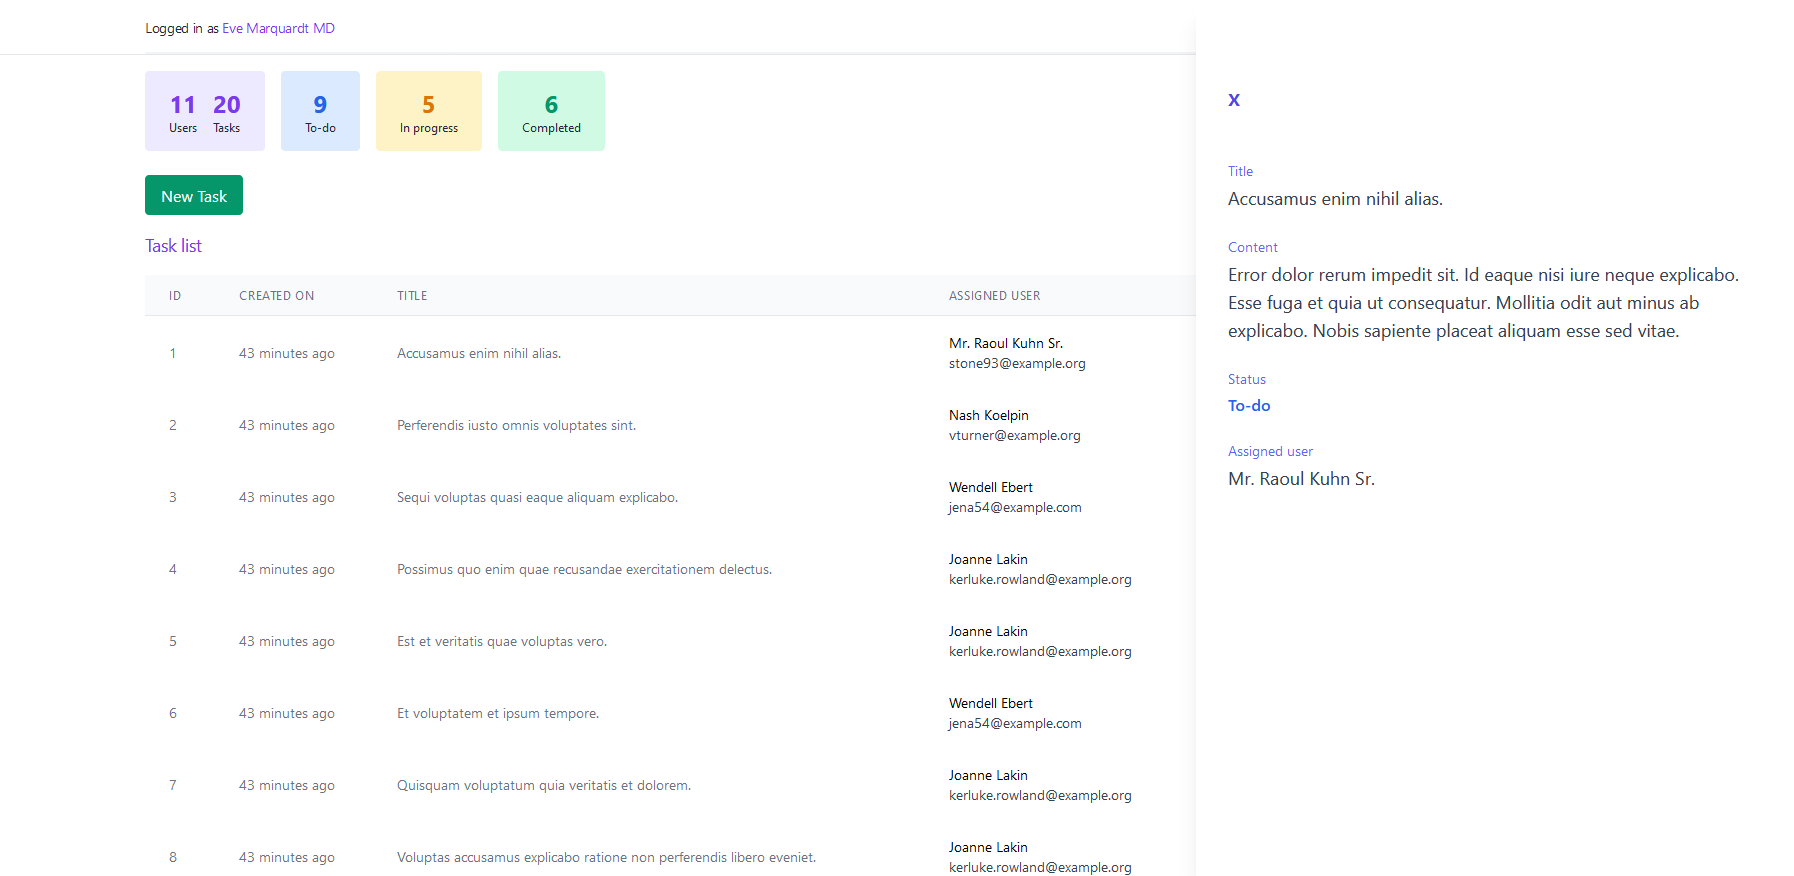 Logged in as Eve Marquardt MD
11 20
Users Tasks
9
To-do
5
In progress
6
Completed
New Task
Task list
ID CREATED ON TITLE ASSIGNED USER
1 43 minutes ago Accusamus enim nihil alias. Mr. Raoul Kuhn Sr.
stone93@example.org
2 43 minutes ago Perferendis iusto omnis voluptates sint. Nash Koelpin
vturner@example.org
3 43 minutes ago Sequi voluptas quasi eaque aliquam explicabo. Wendell Ebert
jena54@example.com
4 43 minutes ago Possimus quo enim quae recusandae exercitationem delectus. Joanne Lakin
kerluke.rowland@example.org
5 43 minutes ago Est et veritatis quae voluptas vero. Joanne Lakin
kerluke.rowland@example.org
6 43 minutes ago Et voluptatem et ipsum tempore. Wendell Ebert
jena54@example.com
7 43 minutes ago Quisquam voluptatum quia veritatis et dolorem. Joanne Lakin
kerluke.rowland@example.org
8 43 minutes ago Voluptas accusamus explicabo ratione non perferendis libero eveniet. Joanne Lakin
kerluke.rowland@example.org
X
Title
Accusamus enim nihil alias.
Content
Error dolor rerum impedit sit. Id eaque nisi iure neque explicabo.
Esse fuga et quia ut consequatur. Mollitia odit aut minus ab
explicabo. Nobis sapiente placeat aliquam esse sed vitae.
Status
To-do
Assigned user
Mr. Raoul Kuhn Sr.